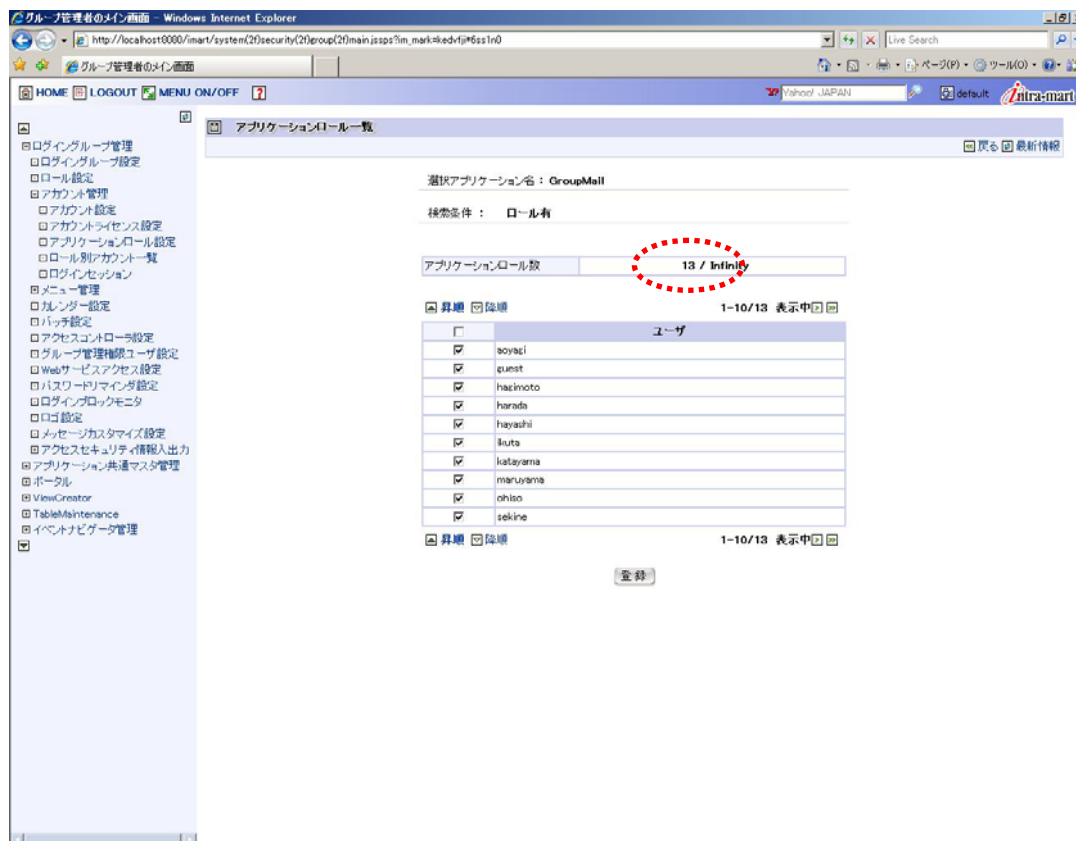 グループ管理者のメイン画面 - Windows Internet Explorer
http://localhost:8080/imart/system(2f)security(2f)group(2f)main.jssps?im_mark=kedvfji*6ss1n0
Live Search
グループ管理者のメイン画面
ページ(P) ツール(O)
HOME LOGOUT MENU ON/OFF ?
Yahoo! JAPAN
default
intra-mart
アプリケーションロール一覧
戻る 最新情報
ログイングループ管理
ログイングループ設定
ロール設定
アカウント管理
アカウント設定
アカウントライセンス設定
アプリケーションロール設定
ロール別アカウント一覧
ログインセッション
メニュー管理
カレンダー設定
バッチ設定
アクセスコントローラ設定
グループ管理権限ユーザ設定
Webサービスアクセス設定
パスワードリマインダ設定
ログインブロックモニタ
ロゴ設定
メッセージカスタマイズ設定
アクセスセキュリティ情報入出力
アプリケーション共通マスタ管理
ポータル
ViewCreator
TableMaintenance
イベントナビゲータ管理
選択アプリケーション名： GroupMail
検索条件 ： ロール有
アプリケーションロール数 13 / Infinity
昇順 降順 1-10/13 表示中
ユーザ
aoyagi
guest
hagimoto
harada
hayashi
ikuta
katayama
maruyama
ohiso
sekine
昇順 降順 1-10/13 表示中
登録